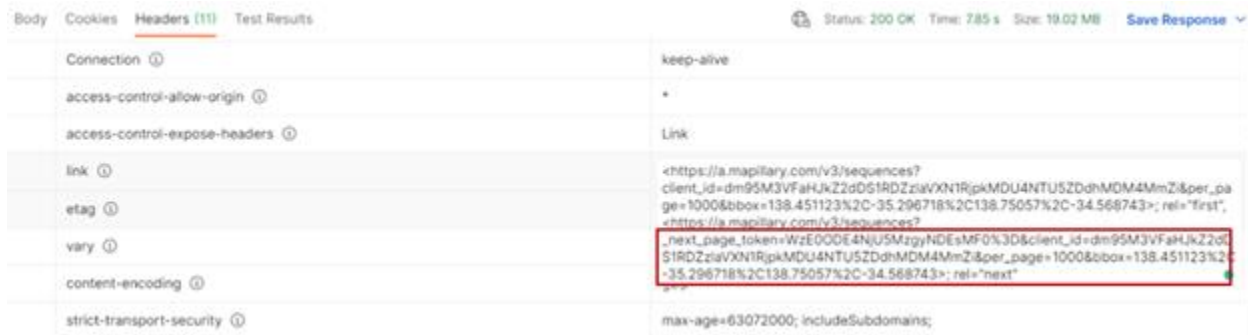 Body Cookies Headers (11) Test Results Status: 200 OK Time: 7.85 s Size: 19.02 MB Save Response
Connection keep-alive
access-control-allow-origin *
access-control-expose-headers Link
link <https://a.mapillary.com/v3/sequences?
client_id=dm95M3VFaHJkZ2dDS1RDZzlaVXN1RjpkMDU4NTU5ZDdhMDM4MmZi&per_pa
etag ge=1000&bbox=138.451123%2C-35.296718%2C138.75057%2C-34.568743>; rel="first",
<https://a.mapillary.com/v3/sequences?
vary _next_page_token=WzE0ODE4NjU5MzgyNDEsMF0%3D&client_id=dm95M3VFaHJkZ2dD
S1RDZzlaVXN1RjpkMDU4NTU5ZDdhMDM4MmZi&per_page=1000&bbox=138.451123%2C
content-encoding -35.296718%2C138.75057%2C-34.568743>; rel="next"
strict-transport-security max-age=63072000; includeSubdomains;